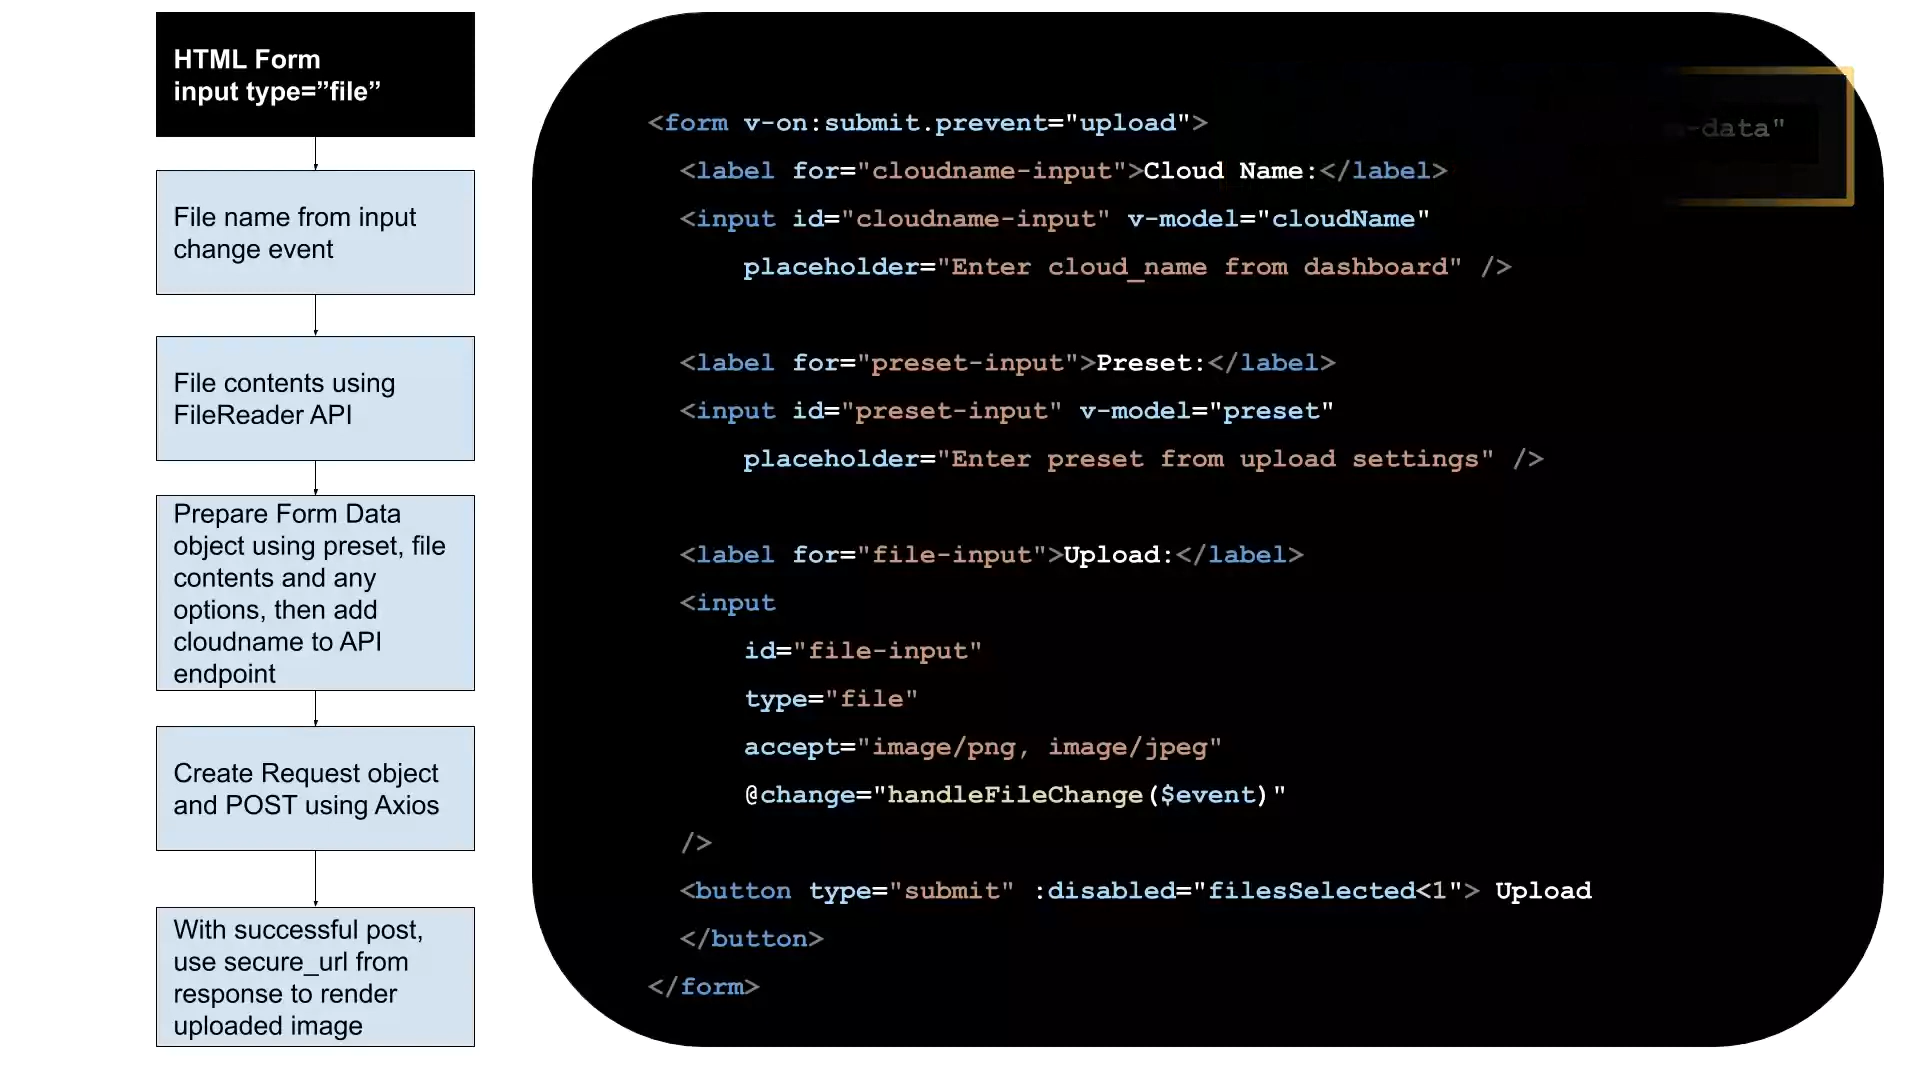 HTML Form
input type=”file”
File name from input
change event
File contents using
FileReader API
Prepare Form Data
object using preset, file
contents and any
options, then add
cloudname to API
endpoint
Create Request object
and POST using Axios
With successful post,
use secure_url from
response to render
uploaded image
<form v-on:submit.prevent="upload">
-data"
<label for="cloudname-input">Cloud Name:</label>
<input id="cloudname-input" v-model="cloudName"
placeholder="Enter cloud_name from dashboard" />
<label for="preset-input">Preset:</label>
<input id="preset-input" v-model="preset"
placeholder="Enter preset from upload settings" />
<label for="file-input">Upload:</label>
<input
id="file-input"
type="file"
accept="image/png, image/jpeg"
@change="handleFileChange($event)"
/>
<button type="submit" :disabled="filesSelected<1"> Upload
</button>
</form>